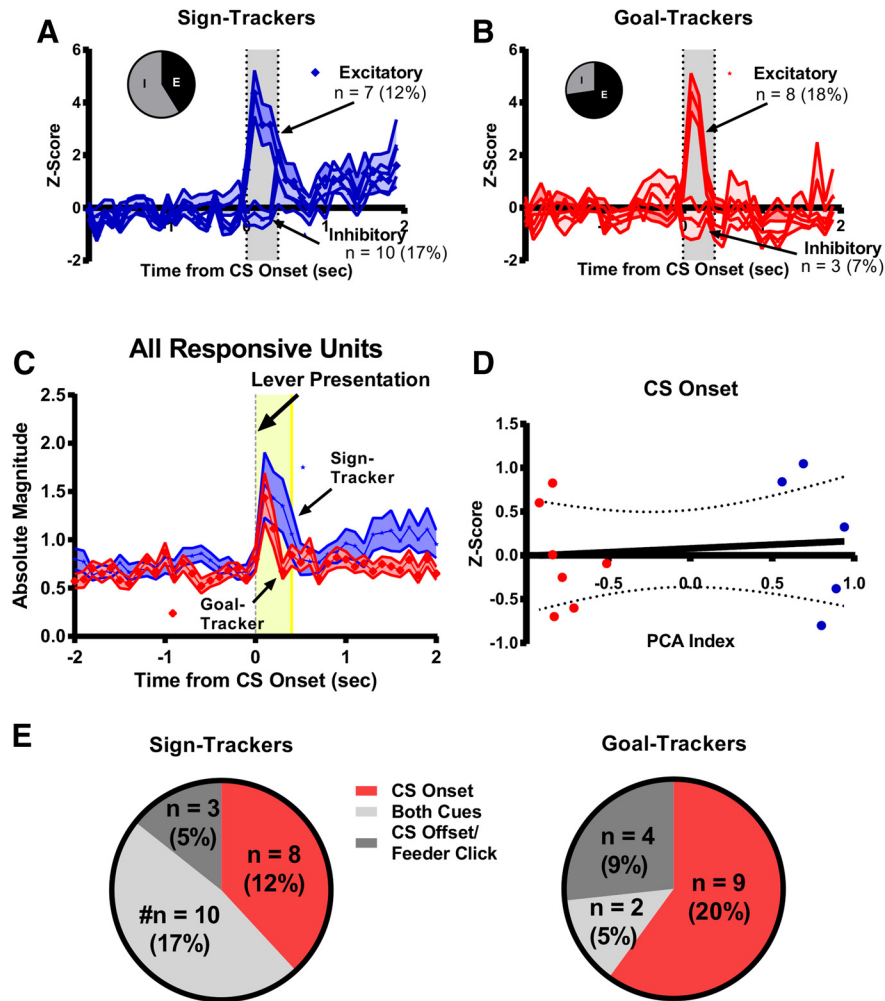 A
Sign-Trackers
6
4
2
0
-2
Z-Score
I
E
Excitatory
n = 7 (12%)
Inhibitory
n = 10 (17%)
-1
0
1
2
Time from CS Onset (sec)
B
Goal-Trackers
6
4
2
0
-2
Z-Score
I
E
Excitatory
n = 8 (18%)
Inhibitory
n = 3 (7%)
-1
0
1
2
Time from CS Onset (sec)
C
All Responsive Units
Lever Presentation
2.5
2.0
1.5
1.0
0.5
0.0
Absolute Magnitude
Sign-
Tracker
Goal-
Tracker
-2
-1
0
1
2
Time from CS Onset (sec)
D
CS Onset
1.5
1.0
0.5
0.0
-0.5
-1.0
Z-Score
-0.5
0.0
0.5
1.0
PCA Index
E
Sign-Trackers
n = 3
(5%)
n = 8
(12%)
#n = 10
(17%)
CS Onset
Both Cues
CS Offset/
Feeder Click
Goal-Trackers
n = 4
(9%)
n = 9
(20%)
n = 2
(5%)